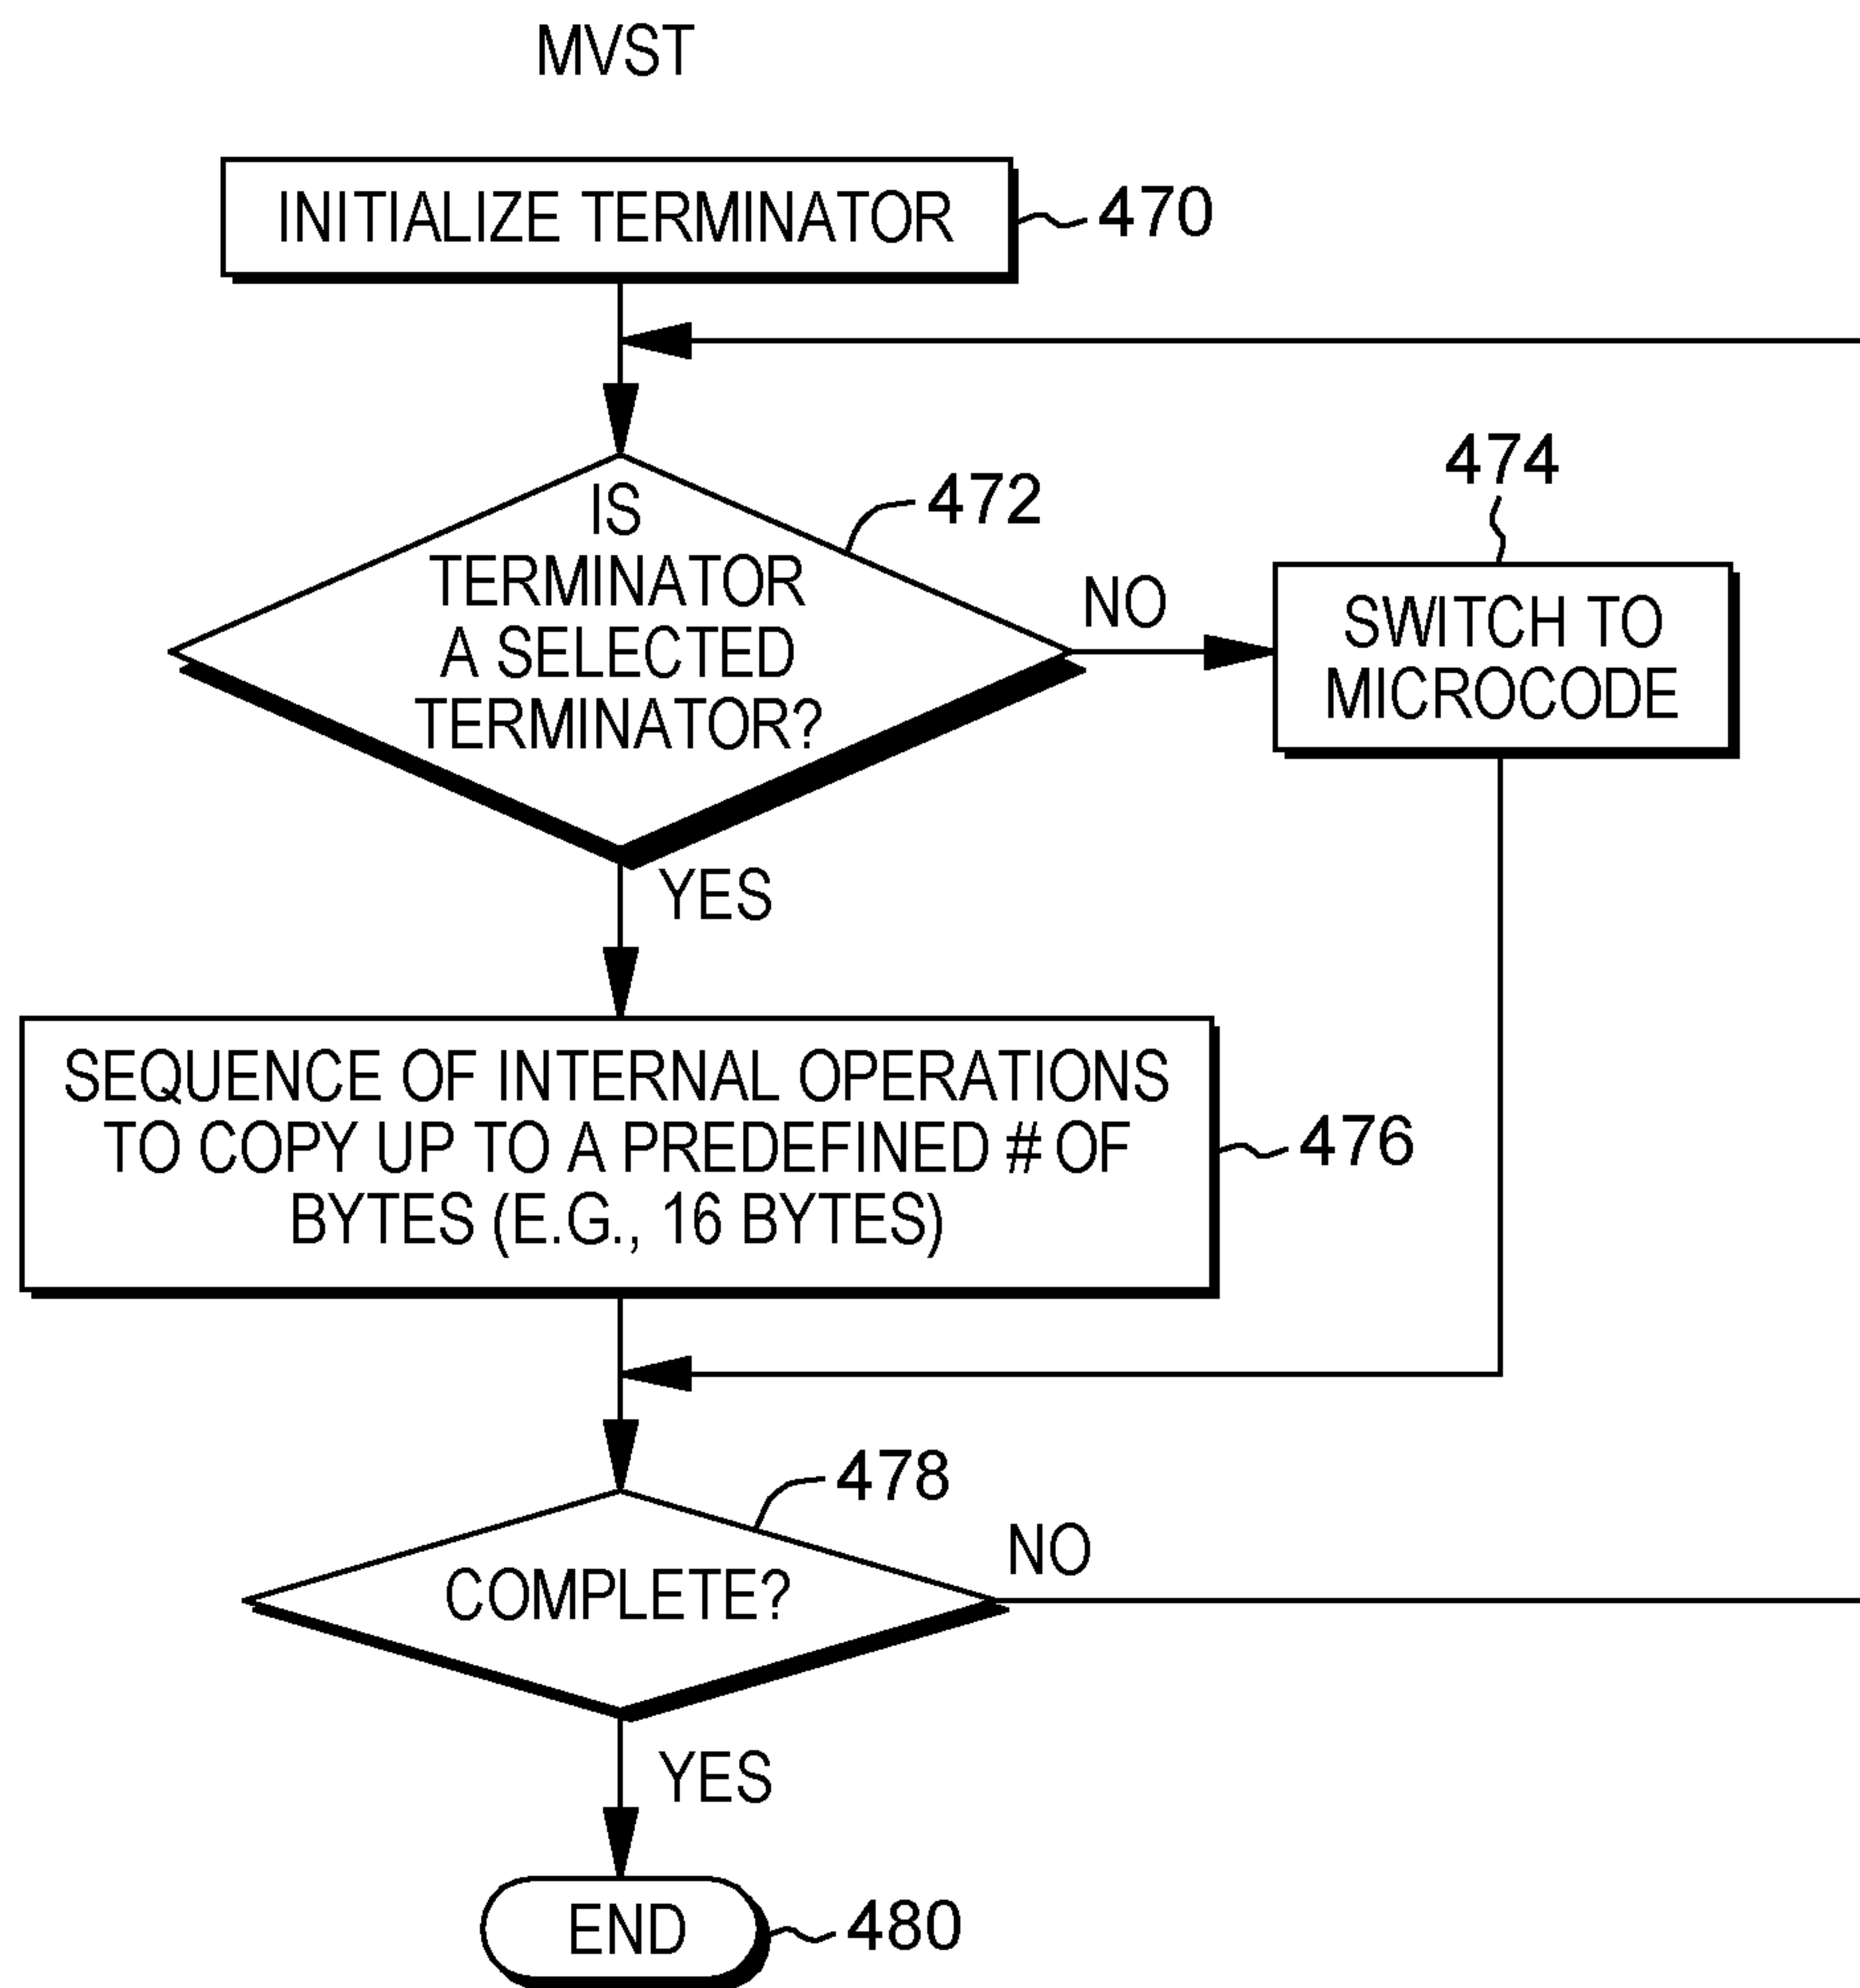 MVST
INITIALIZE TERMINATOR
470
IS
TERMINATOR
A SELECTED
TERMINATOR?
472
NO
474
SWITCH TO
MICROCODE
YES
SEQUENCE OF INTERNAL OPERATIONS
TO COPY UP TO A PREDEFINED # OF
BYTES (E.G., 16 BYTES)
476
478
COMPLETE?
NO
YES
END
480